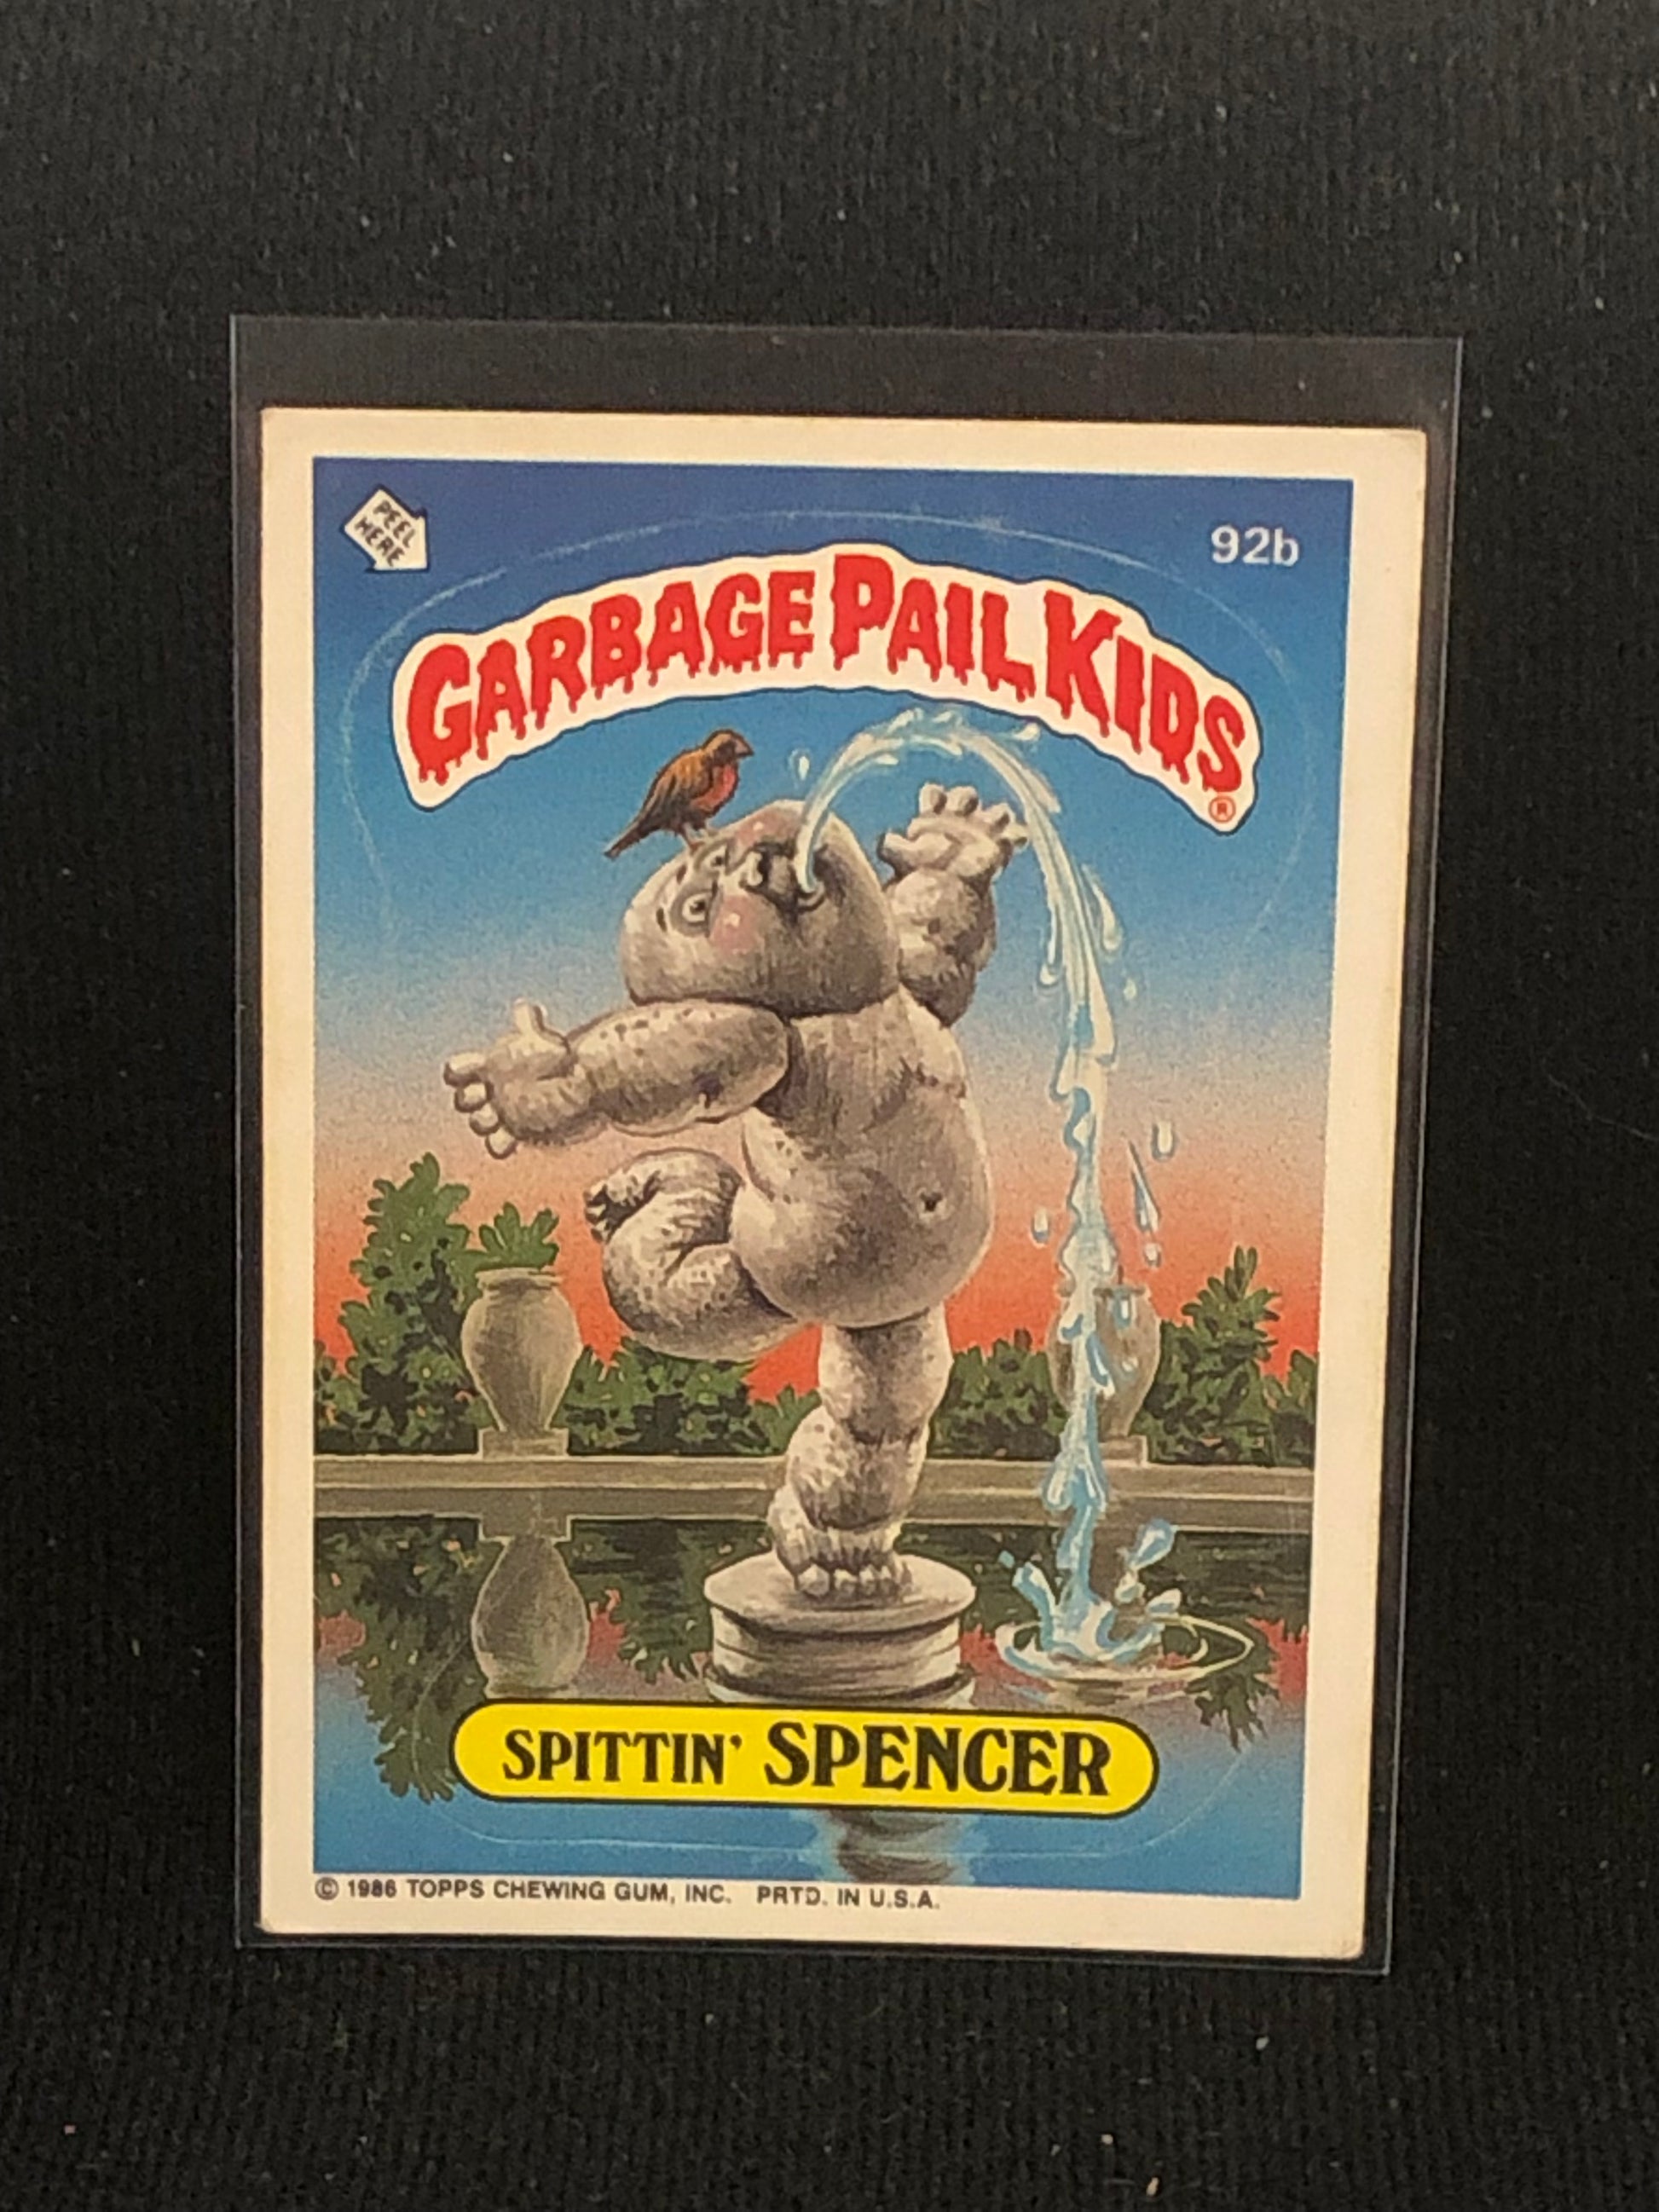 PEEL
HERE
92b
GARBAGE PAIL KIDS
®
SPITTIN' SPENCER
© 1986 TOPPS CHEWING GUM, INC. PRTD. IN U.S.A.